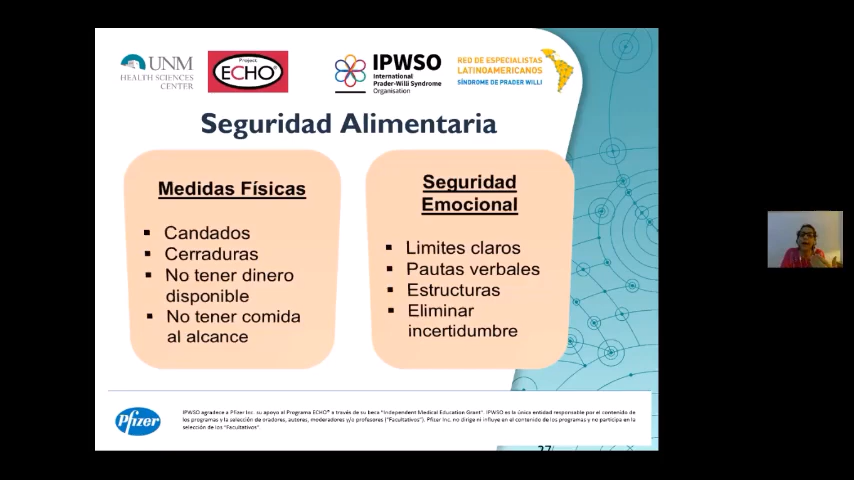 UNM
HEALTH SCIENCES
CENTER
Project
ECHO®
IPWSO
International
Prader-Willi Syndrome
Organisation
RED DE ESPECIALISTAS
LATINOAMERICANOS
SÍNDROME DE PRADER WILLI
Seguridad Alimentaria
Medidas Físicas
▪ Candados
▪ Cerraduras
▪ No tener dinero
disponible
▪ No tener comida
al alcance
Seguridad
Emocional
▪ Limites claros
▪ Pautas verbales
▪ Estructuras
▪ Eliminar
incertidumbre
Pfizer
IPWSO agradece a Pfizer Inc. su apoyo al Programa ECHO® a través de su beca "Independent Medical Education Grant". IPWSO es la única entidad responsable por el contenido de
los programas y la selección de oradores, autores, moderadores y/o profesores ("Facultativos"). Pfizer Inc. no dirige ni influye en el contenido de los programas y no participa en la
selección de los "Facultativos".
27